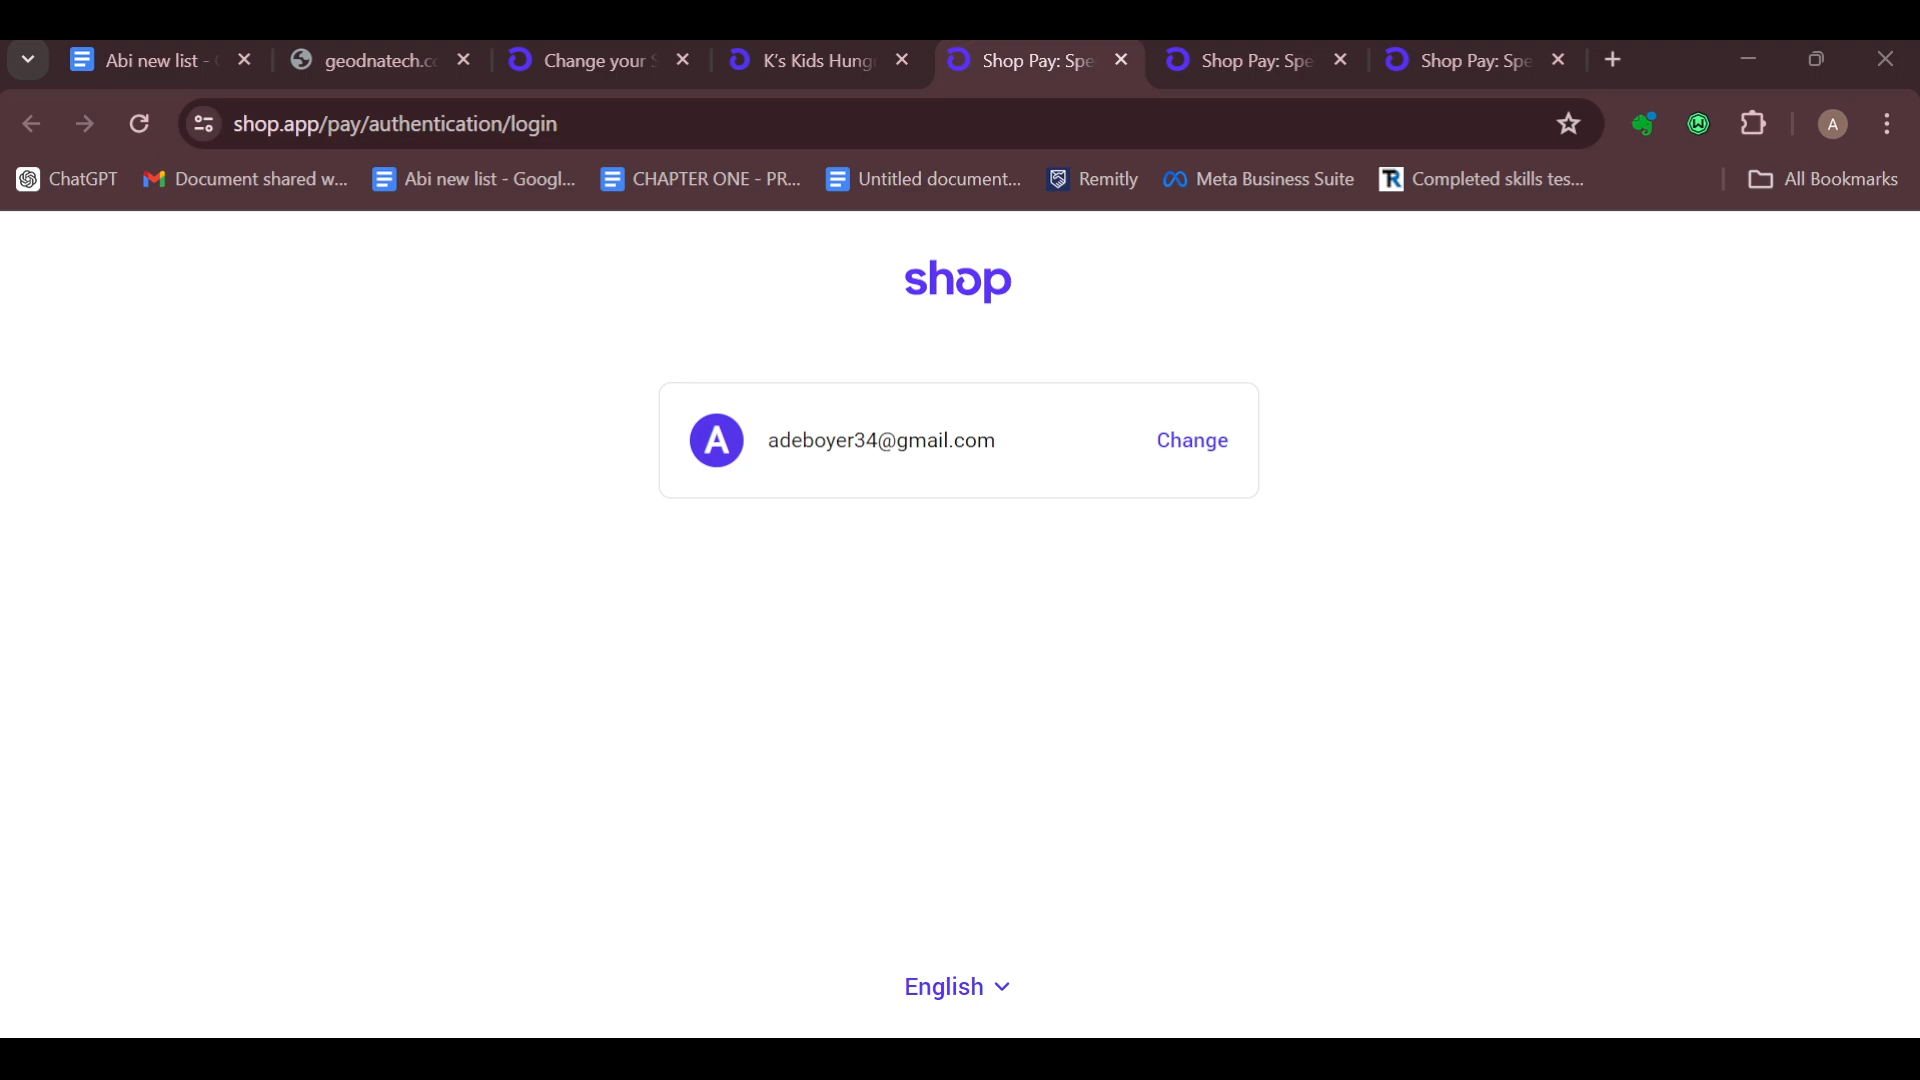 Abi new list -
geodnatech.c
Change your
K's Kids Hung
Shop Pay: Spe
Shop Pay: Spe
Shop Pay: Spe
shop.app/pay/authentication/login
A
ChatGPT
Document shared w...
Abi new list - Googl...
CHAPTER ONE - PR...
Untitled document...
Remitly
Meta Business Suite
TR
Completed skills tes...
All Bookmarks
shop
A
adeboyer34@gmail.com
Change
English